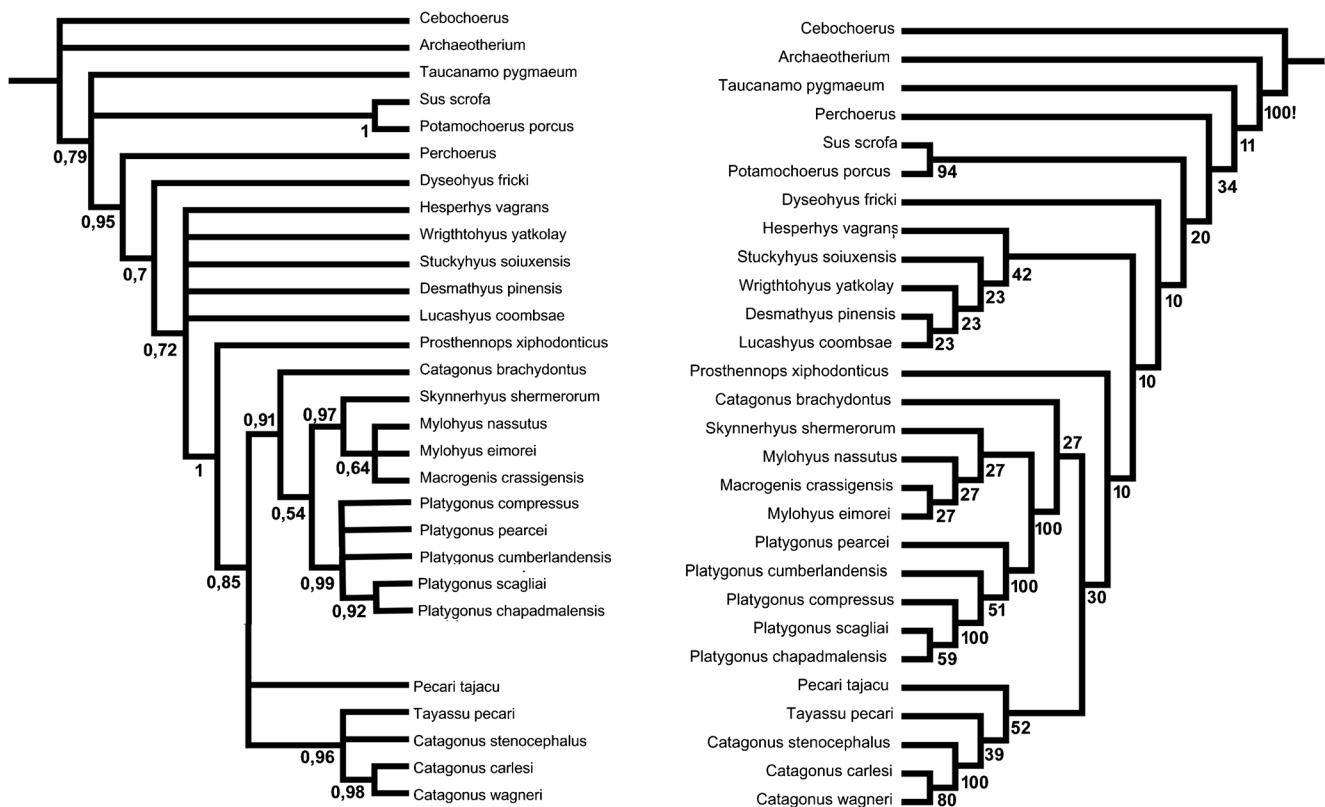 Cebochoerus
Archaeotherium
Taucanamo pygmaeum
Sus scrofa
1
Potamochoerus porcus
0,79
Perchoerus
Dyseohyus fricki
0,95
Hesperhys vagrans
Wrigthtohyus yatkolay
Stuckyhyus soiuxensis
0,7
Desmathyus pinensis
Lucashyus coombsae
Prosthennops xiphodonticus
0,72
Catagonus brachydontus
Skynnerhyus shermerorum
0,91
0,97
Mylohyus nassutus
Mylohyus eimorei
1
0,64
Macrogenis crassigensis
Platygonus compressus
0,54
Platygonus pearcei
Platygonus cumberlandensis
0,85
0,99
Platygonus scagliai
0,92
Platygonus chapadmalensis
Pecari tajacu
Tayassu pecari
Catagonus stenocephalus
0,96
Catagonus carlesi
0,98
Catagonus wagneri
Cebochoerus
Archaeotherium
Taucanamo pygmaeum
100!
Perchoerus
11
Sus scrofa
Potamochoerus porcus
94
34
Dyseohyus fricki
Hesperhys vagrans
20
Stuckyhyus soiuxensis
42
Wrigthtohyus yatkolay
23
10
Desmathyus pinensis
23
Lucashyus coombsae
23
Prosthennops xiphodonticus
10
Catagonus brachydontus
Skynnerhyus shermerorum
27
Mylohyus nassutus
27
Macrogenis crassigensis
27
10
Mylohyus eimorei
27
100
Platygonus pearcei
Platygonus cumberlandensis
100
Platygonus compressus
51
30
Platygonus scagliai
100
Platygonus chapadmalensis
59
Pecari tajacu
Tayassu pecari
52
Catagonus stenocephalus
39
Catagonus carlesi
100
Catagonus wagneri
80